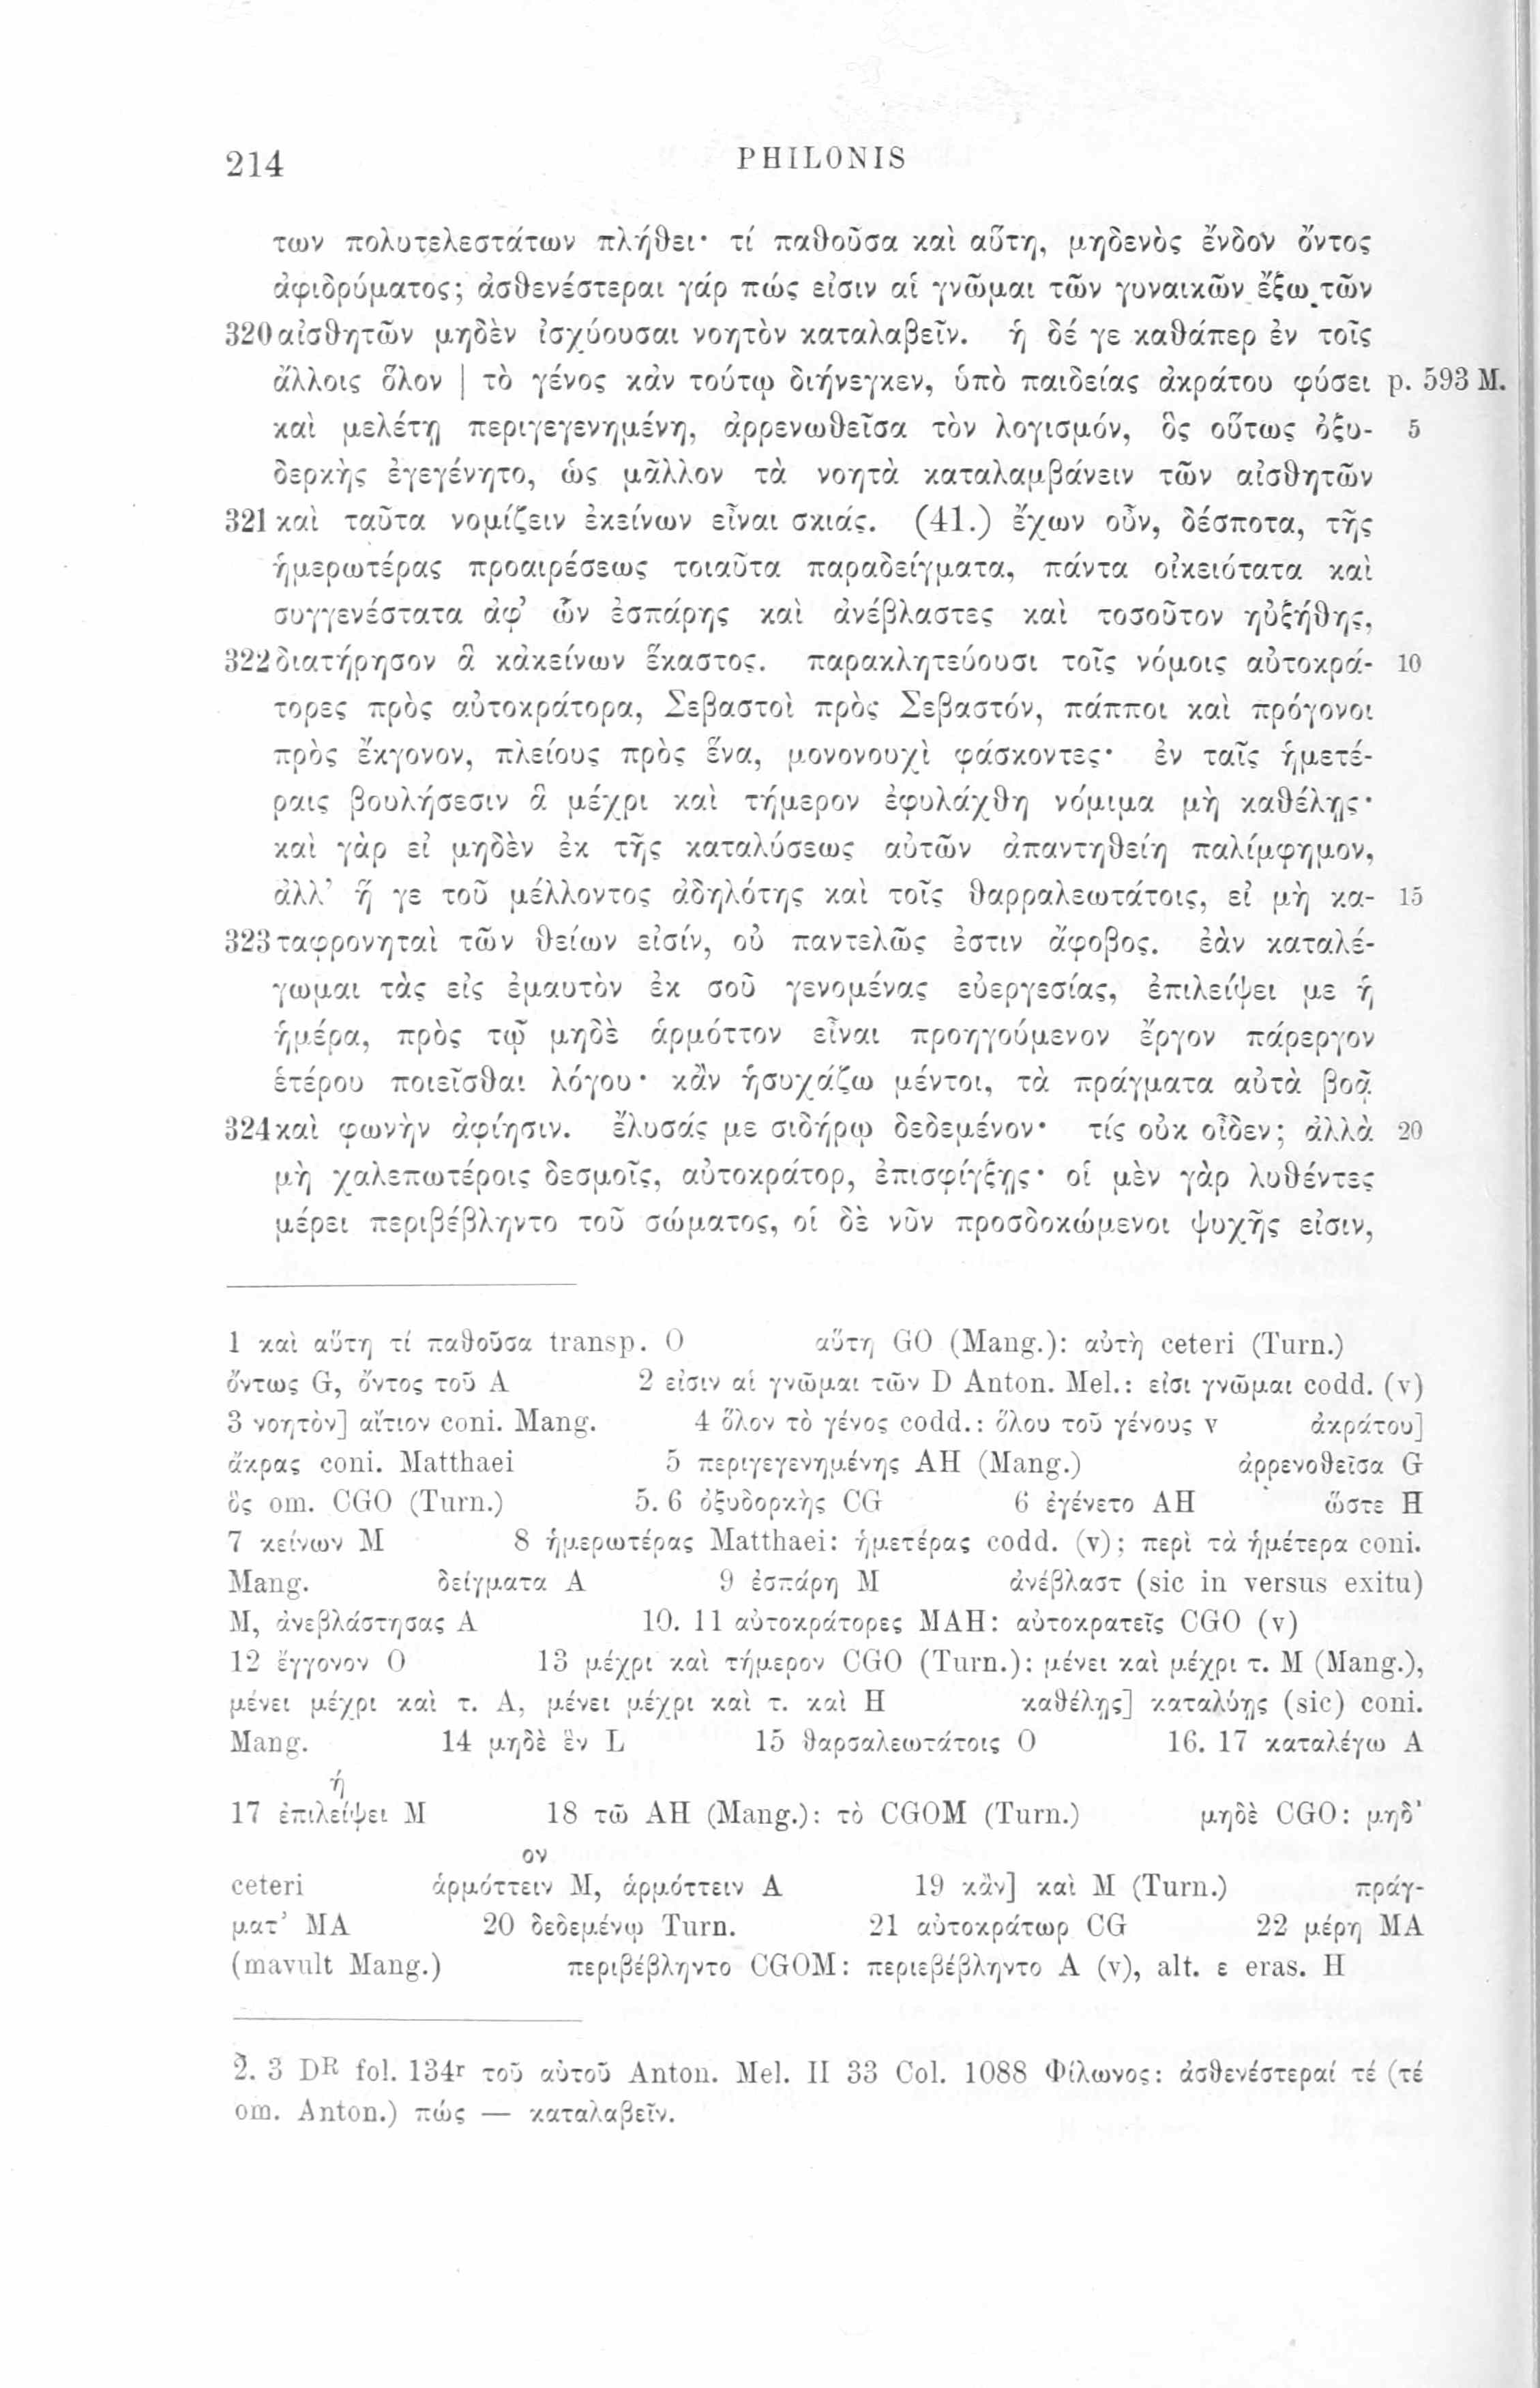 214 PHILONIS
των πολυτελεστάτων πλήθει· τί παθοῦσα καὶ αὕτη, μηδενὸς ἔνδον ὄντος
ἀφιδρύματος; ἀσθενέστεραι γάρ πώς εἰσιν αἱ γνῶμαι τῶν γυναικῶν ἔξω τῶν
320 αἰσθητῶν μηδὲν ἰσχύουσαι νοητὸν καταλαβεῖν. ἡ δέ γε καθάπερ ἐν τοῖς
ἄλλοις ὅλον | τὸ γένος κἀν τούτῳ διήνεγκεν, ὑπὸ παιδείας ἀκράτου φύσει p. 593 M.
καὶ μελέτῃ περιγεγενημένη, ἀρρενωθεῖσα τὸν λογισμόν, ὃς οὕτως ὀξυ- 5
δερκὴς ἐγεγένητο, ὡς μᾶλλον τὰ νοητὰ καταλαμβάνειν τῶν αἰσθητῶν
321 καὶ ταῦτα νομίζειν ἐκείνων εἶναι σκιάς. (41.) ἔχων οὖν, δέσποτα, τῆς
ἡμερωτέρας προαιρέσεως τοιαῦτα παραδείγματα, πάντα οἰκειότατα καὶ
συγγενέστατα ἀφ’ ὧν ἐσπάρης καὶ ἀνέβλαστες καὶ τοσοῦτον ηὐξήθης,
322 διατήρησον ἃ κἀκείνων ἕκαστος. παρακλητεύουσι τοῖς νόμοις αὐτοκρά- 10
τορες πρὸς αὐτοκράτορα, Σεβαστοὶ πρὸς Σεβαστόν, πάπποι καὶ πρόγονοι
πρὸς ἔκγονον, πλείους πρὸς ἕνα, μονονουχὶ φάσκοντες· ἐν ταῖς ἡμετέ-
ραις βουλήσεσιν ἃ μέχρι καὶ τήμερον ἐφυλάχθη νόμιμα μὴ καθέλῃς·
καὶ γὰρ εἰ μηδὲν ἐκ τῆς καταλύσεως αὐτῶν ἀπαντηθείη παλίμφημον,
ἀλλ’ ἥ γε τοῦ μέλλοντος ἀδηλότης καὶ τοῖς θαρραλεωτάτοις, εἰ μὴ κα- 15
323 ταφρονηταὶ τῶν θείων εἰσίν, οὐ παντελῶς ἐστιν ἄφοβος. ἐὰν καταλέ-
γωμαι τὰς εἰς ἐμαυτὸν ἐκ σοῦ γενομένας εὐεργεσίας, ἐπιλείψει με ἡ
ἡμέρα, πρὸς τῷ μηδὲ ἁρμόττον εἶναι προηγούμενον ἔργον πάρεργον
ἑτέρου ποιεῖσθαι λόγου· κἂν ἡσυχάζω μέντοι, τὰ πράγματα αὐτὰ βοᾷ
324 καὶ φωνὴν ἀφίησιν. ἔλυσάς με σιδήρῳ δεδεμένον· τίς οὐκ οἶδεν; ἀλλὰ 20
μὴ χαλεπωτέροις δεσμοῖς, αὐτοκράτορ, ἐπισφίγξῃς· οἱ μὲν γὰρ λυθέντες
μέρει περιβέβληντο τοῦ σώματος, οἱ δὲ νῦν προσδοκώμενοι ψυχῆς εἰσιν,
1 καὶ αὕτη τί παθοῦσα transp. O αὕτη GO (Mang.): αὐτὴ ceteri (Turn.)
ὄντως G, ὄντος τοῦ A 2 εἰσιν αἱ γνῶμαι τῶν D Anton. Mel.: εἰσι γνῶμαι codd. (v)
3 νοητὸν] αἴτιον coni. Mang. 4 ὅλον τὸ γένος codd.: ὅλου τοῦ γένους v ἀκράτου]
ἄκρας coni. Matthaei 5 περιγεγενημένης AH (Mang.) ἀρρενοθεῖσα G
ὃς om. CGO (Turn.) 5. 6 ὀξυδορκὴς CG 6 ἐγένετο AH ὥστε H
7 κείνων M 8 ἡμερωτέρας Matthaei: ἡμετέρας codd. (v); περὶ τὰ ἡμέτερα coni.
Mang. δείγματα A 9 ἐσπάρη M ἀνέβλαστ (sic in versus exitu)
M, ἀνεβλάστησας A 10. 11 αὐτοκράτορες MAH: αὐτοκρατεῖς CGO (v)
12 ἔγγονον O 13 μέχρι καὶ τήμερον CGO (Turn.): μένει καὶ μέχρι τ. M (Mang.),
μένει μέχρι καὶ τ. A, μένει μέχρι καὶ τ. καὶ H καθέλῃς] καταλύῃς (sic) coni.
Mang. 14 μηδὲ ἓν L 15 θαρσαλεωτάτοις O 16. 17 καταλέγω A
ή
17 ἐπιλείψει M 18 τῶ AH (Mang.): τὸ CGOM (Turn.) μηδὲ CGO: μηδ’
ον
ceteri ἁρμόττειν M, ἁρμόττειν A 19 κἂν] καὶ M (Turn.) πράγ-
ματ’ MA 20 δεδεμένῳ Turn. 21 αὐτοκράτωρ CG 22 μέρη MA
(mavult Mang.) περιβέβληντο CGOM: περιεβέβληντο A (v), alt. ε eras. H
2. 3 DR fol. 134r τοῦ αὐτοῦ Anton. Mel. II 33 Col. 1088 Φίλωνος: ἀσθενέστεραί τέ (τέ
om. Anton.) πώς — καταλαβεῖν.